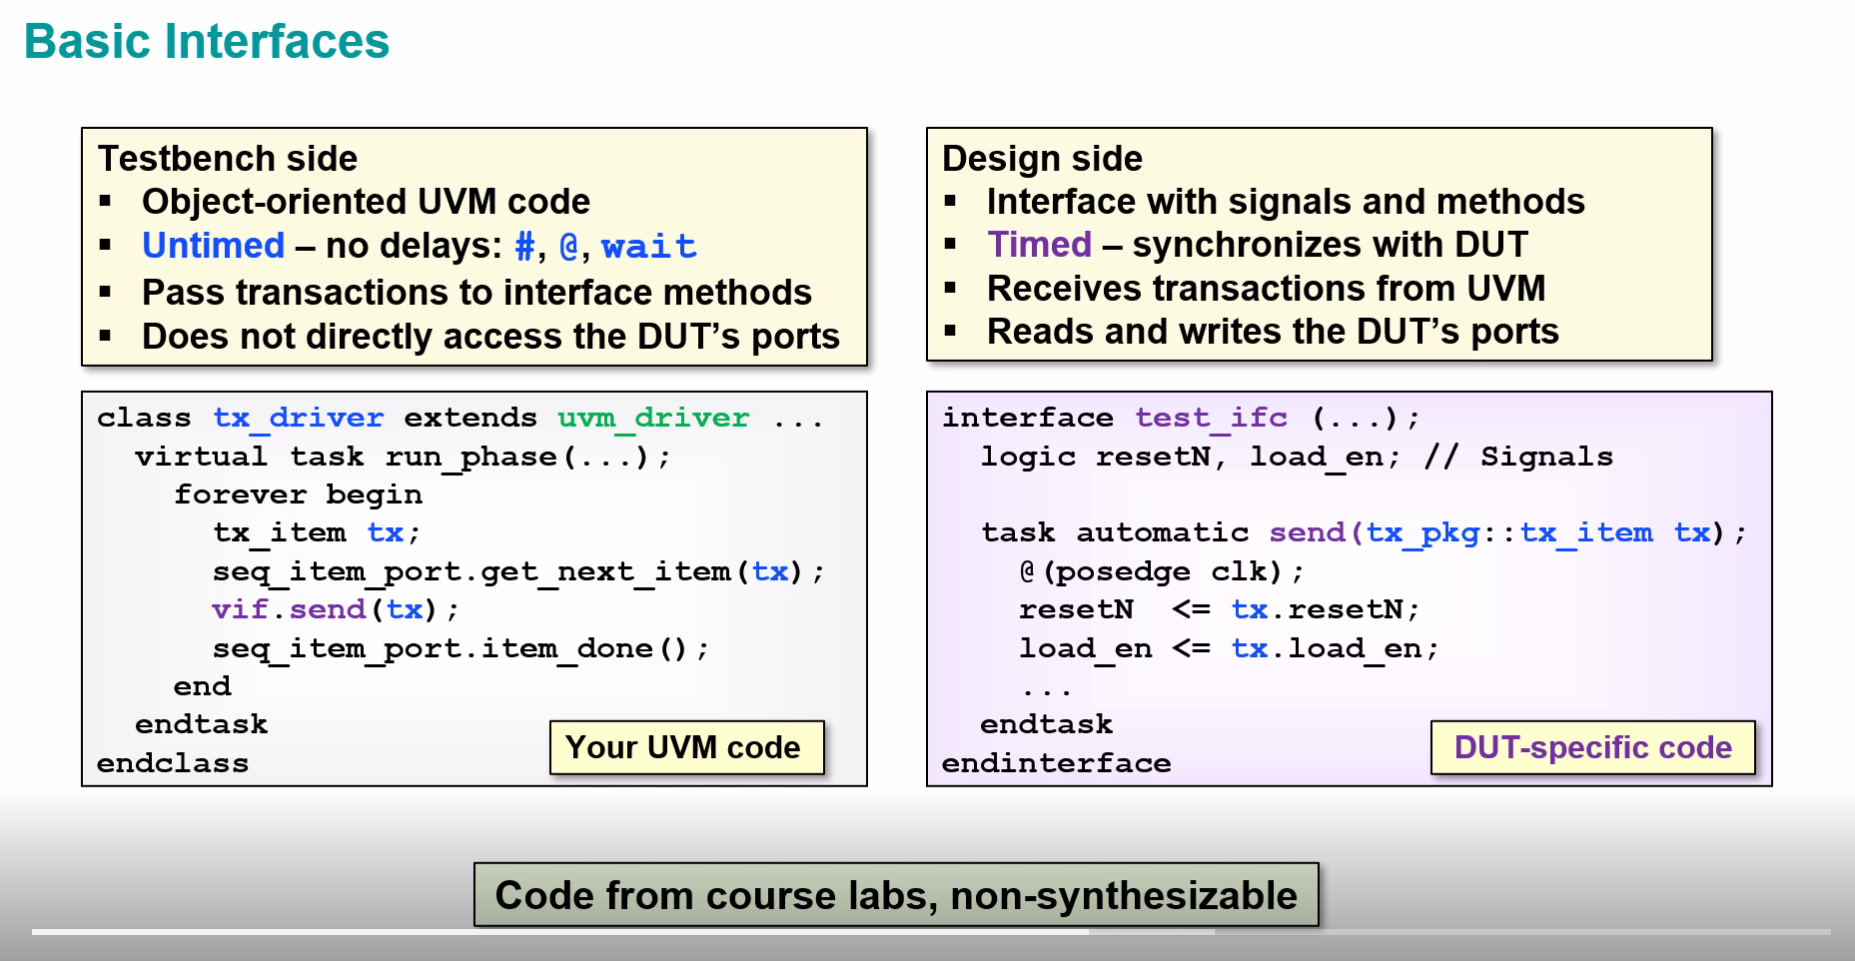 Basic Interfaces
Testbench side
▪ Object-oriented UVM code
▪ Untimed – no delays: #, @, wait
▪ Pass transactions to interface methods
▪ Does not directly access the DUT’s ports
Design side
▪ Interface with signals and methods
▪ Timed – synchronizes with DUT
▪ Receives transactions from UVM
▪ Reads and writes the DUT’s ports
class tx_driver extends uvm_driver ...
  virtual task run_phase(...);
    forever begin
      tx_item tx;
      seq_item_port.get_next_item(tx);
      vif.send(tx);
      seq_item_port.item_done();
    end
  endtask
endclass
Your UVM code
interface test_ifc (...);
  logic resetN, load_en; // Signals
  task automatic send(tx_pkg::tx_item tx);
    @(posedge clk);
    resetN  <= tx.resetN;
    load_en <= tx.load_en;
    ...
  endtask
endinterface
DUT-specific code
Code from course labs, non-synthesizable